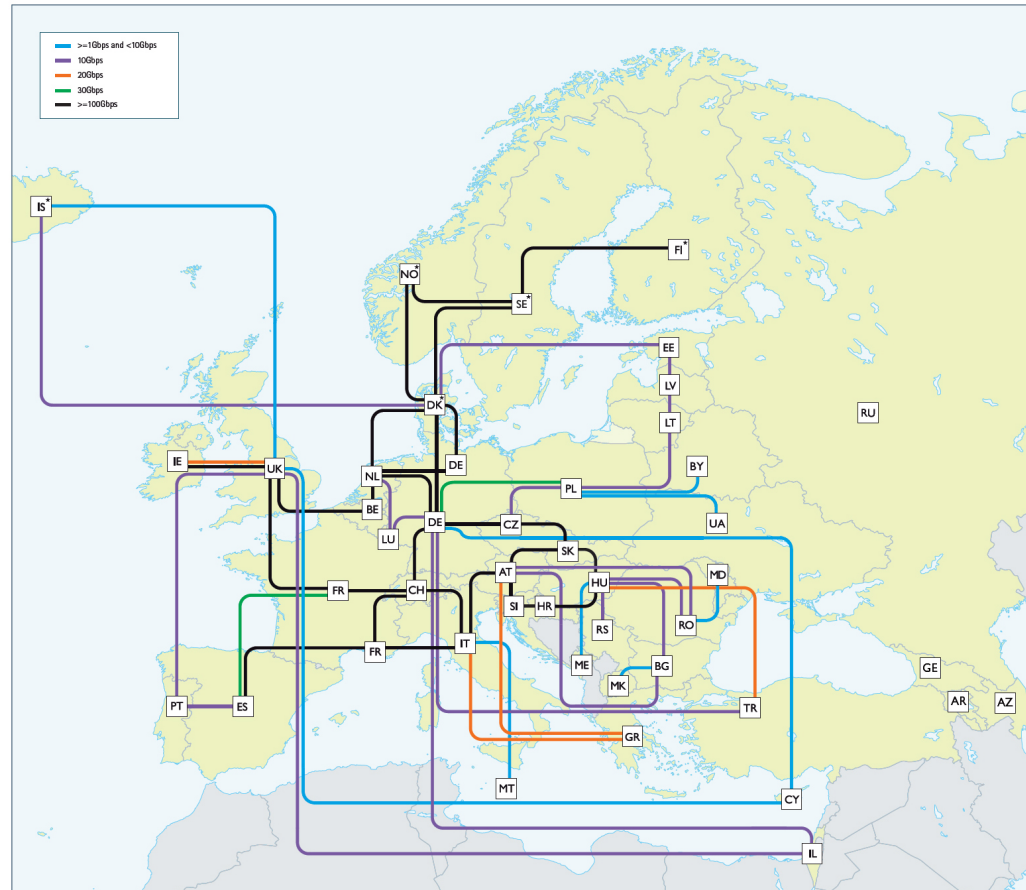 >=1Gbps and <10Gbps
10Gbps
20Gbps
30Gbps
>=100Gbps
IS*
FI*
NO*
SE*
EE
LV
DK*
RU
LT
IE
UK
NL
DE
BY
PL
BE
LU
DE
CZ
UA
SK
AT
HU
MD
FR
CH
SI
HR
RS
RO
FR
IT
ME
BG
MK
GE
PT
ES
TR
AR
AZ
GR
MT
CY
IL